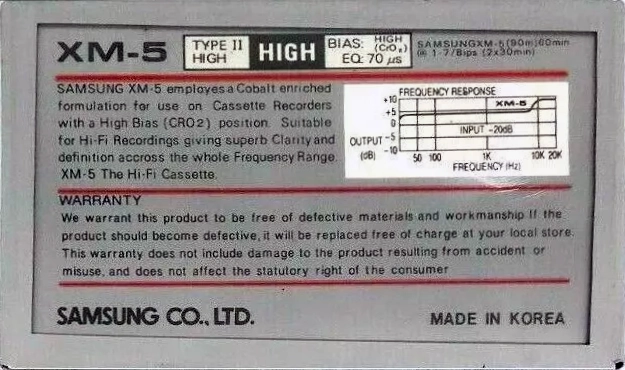 XM-5 TYPE II HIGH BIAS: HIGH (CrO2)
HIGH EQ: 70 µs
SAMSUNG XM-5 (90m) 60min
(2x30min)
SAMSUNG XM-5 employes a Cobalt enriched
formulation for use on Cassette Recorders
with a High Bias (CRO2) position. Suitable
for Hi-Fi Recordings giving superb Clarity and
definition accross the whole Frequency Range.
XM-5 The Hi-Fi Cassette.
FREQUENCY RESPONSE
+10
XM-5
+5
0
INPUT -20dB
OUTPUT -5
(dB) -10
50 100 1K 10K 20K
FREQUENCY (Hz)
WARRANTY
We warrant this product to be free of defective materials and workmanship If the
product should become defective, it will be replaced free of charge at your local store.
This warranty does not include damage to the product resulting from accident or
misuse, and does not affect the statutory right of the consumer
SAMSUNG CO., LTD. MADE IN KOREA